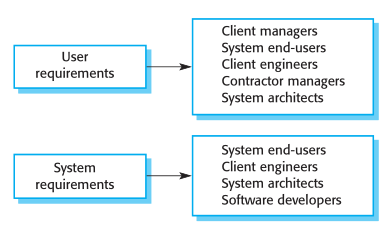 User
requirements
Client managers
System end-users
Client engineers
Contractor managers
System architects
System
requirements
System end-users
Client engineers
System architects
Software developers